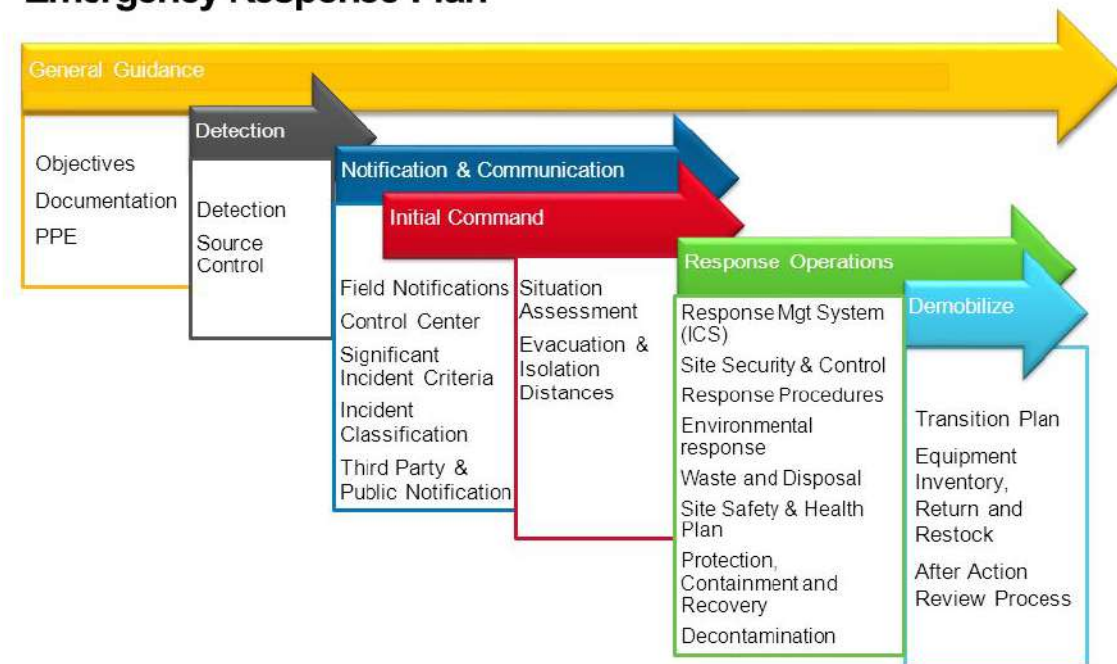 Emergency Response Plan
General Guidance
Objectives
Documentation
PPE
Detection
Detection
Source
Control
Notification & Communication
Field Notifications
Control Center
Significant
Incident Criteria
Incident
Classification
Third Party &
Public Notification
Initial Command
Situation
Assessment
Evacuation &
Isolation
Distances
Response Operations
Response Mgt System
(ICS)
Site Security & Control
Response Procedures
Environmental
response
Waste and Disposal
Site Safety & Health
Plan
Protection,
Containment and
Recovery
Decontamination
Demobilize
Transition Plan
Equipment
Inventory,
Return and
Restock
After Action
Review Process